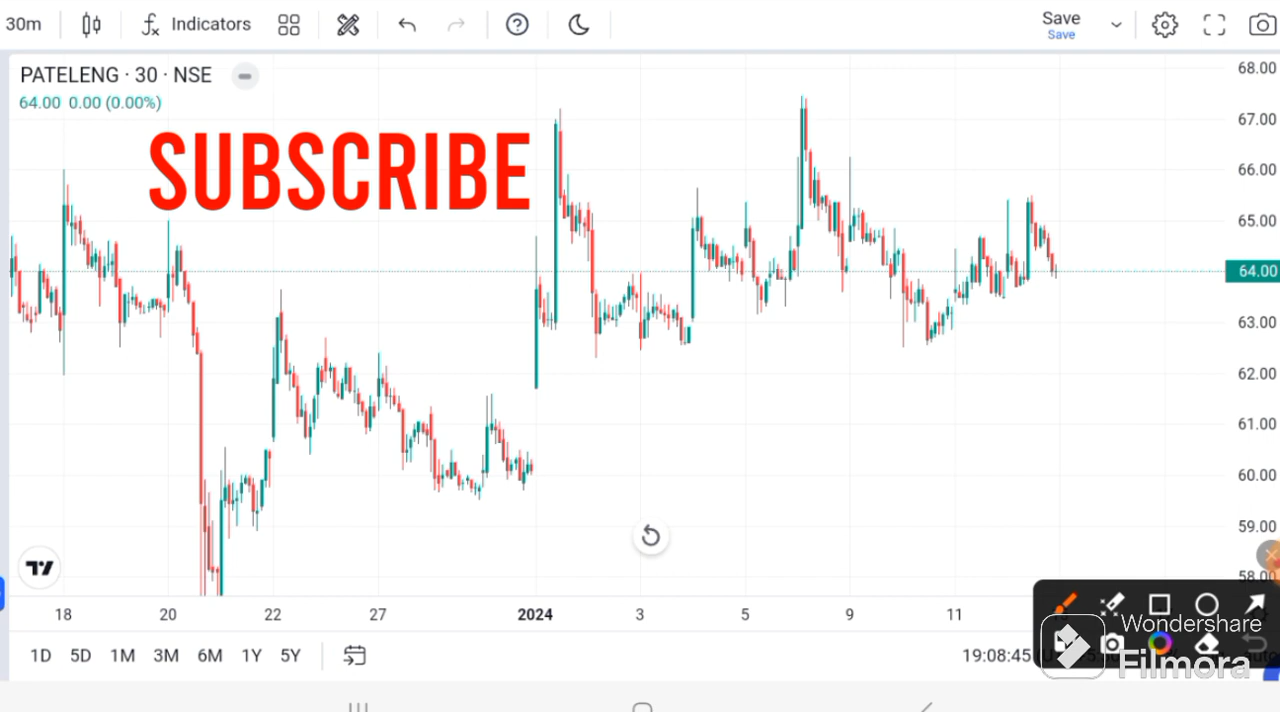 30m Indicators Save
Save
PATELENG · 30 · NSE
64.00 0.00 (0.00%)
SUBSCRIBE
68.00
67.00
66.00
65.00
64.00
63.00
62.00
61.00
60.00
59.00
58.00
18 20 22 27 2024 3 5 9 11
1D 5D 1M 3M 6M 1Y 5Y 19:08:45
Wondershare
Filmora